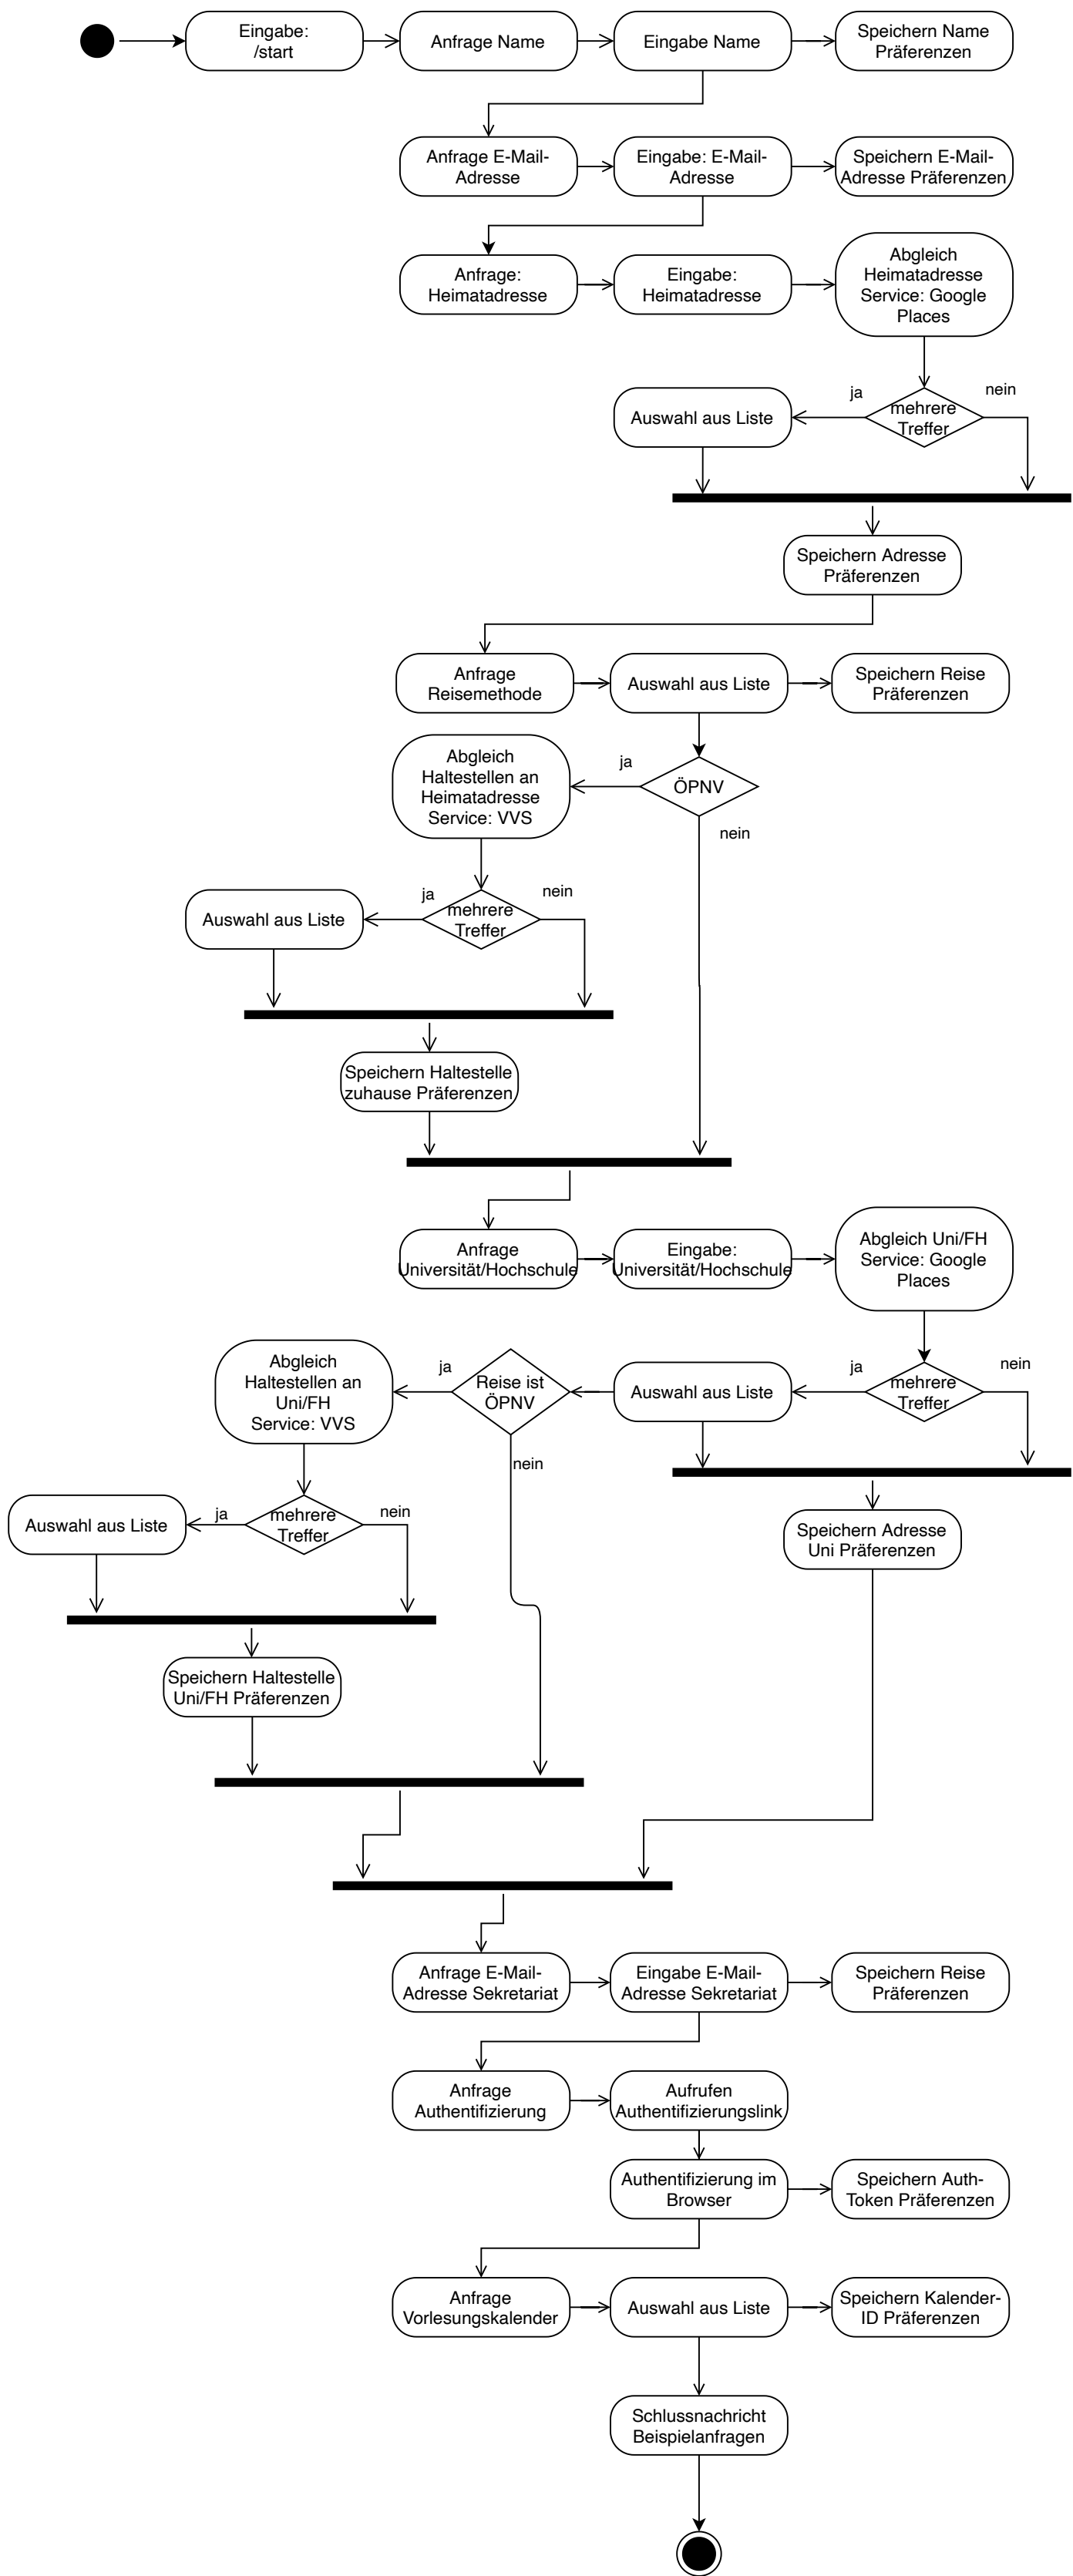 Eingabe:
/start
Anfrage Name
Eingabe Name
Speichern Name
Präferenzen
Anfrage E-Mail-
Adresse
Eingabe: E-Mail-
Adresse
Speichern E-Mail-
Adresse Präferenzen
Anfrage:
Heimatadresse
Eingabe:
Heimatadresse
Abgleich
Heimatadresse
Service: Google
Places
Auswahl aus Liste
ja
mehrere
Treffer
nein
Speichern Adresse
Präferenzen
Anfrage
Reisemethode
Auswahl aus Liste
Speichern Reise
Präferenzen
Abgleich
Haltestellen an
Heimatadresse
Service: VVS
ja
ÖPNV
nein
Auswahl aus Liste
ja
mehrere
Treffer
nein
Speichern Haltestelle
zuhause Präferenzen
Anfrage
Universität/Hochschule
Eingabe:
Universität/Hochschule
Abgleich Uni/FH
Service: Google
Places
Abgleich
Haltestellen an
Uni/FH
Service: VVS
ja
Reise ist
ÖPNV
nein
Auswahl aus Liste
ja
mehrere
Treffer
nein
Auswahl aus Liste
ja
mehrere
Treffer
nein
Speichern Adresse
Uni Präferenzen
Speichern Haltestelle
Uni/FH Präferenzen
Anfrage E-Mail-
Adresse Sekretariat
Eingabe E-Mail-
Adresse Sekretariat
Speichern Reise
Präferenzen
Anfrage
Authentifizierung
Aufrufen
Authentifizierungslink
Authentifizierung im
Browser
Speichern Auth-
Token Präferenzen
Anfrage
Vorlesungskalender
Auswahl aus Liste
Speichern Kalender-
ID Präferenzen
Schlussnachricht
Beispielanfragen